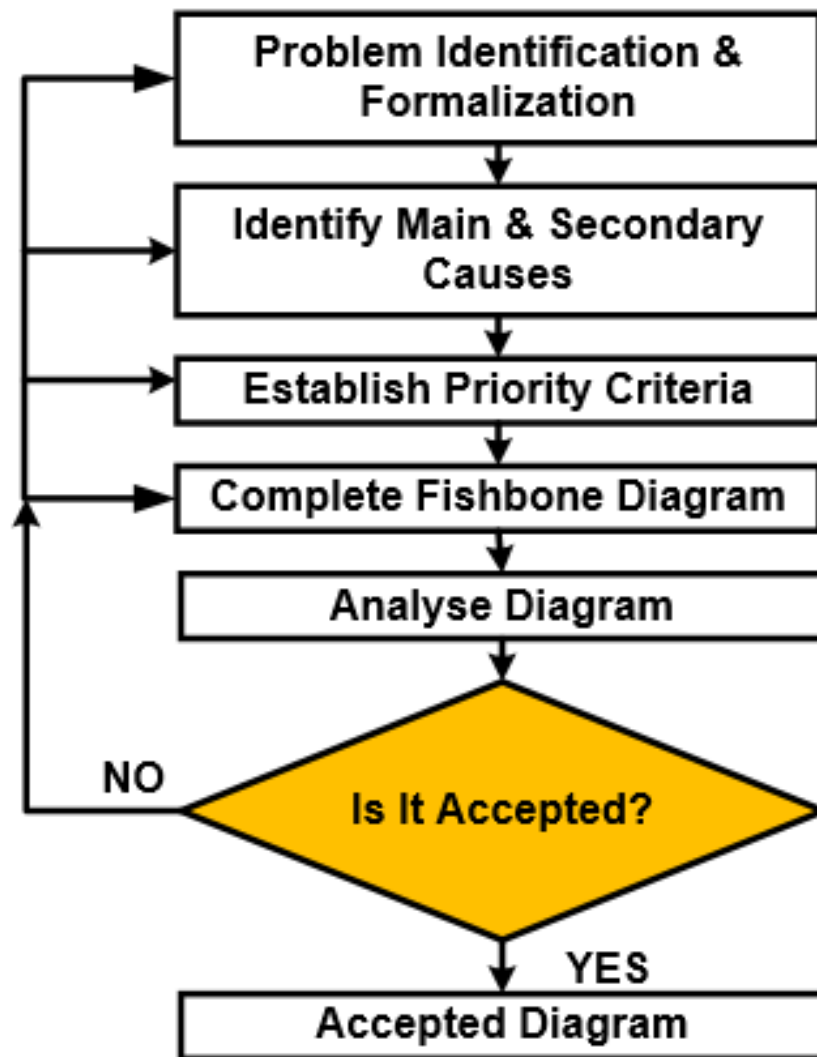 Problem Identification &
Formalization
Identify Main & Secondary
Causes
Establish Priority Criteria
Complete Fishbone Diagram
Analyse Diagram
NO
Is It Accepted?
YES
Accepted Diagram